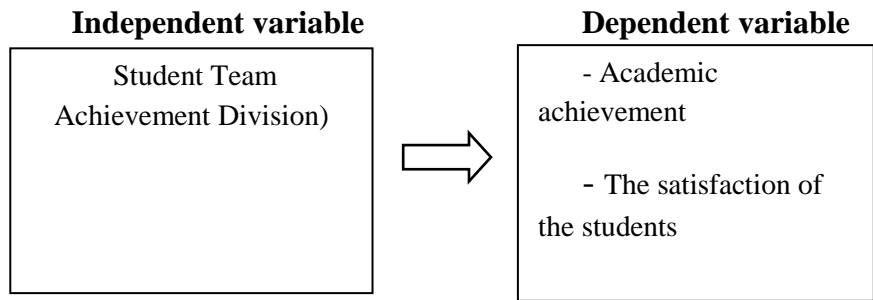 Independent variable
Student Team
Achievement Division)
Dependent variable
- Academic
achievement
- The satisfaction of
the students